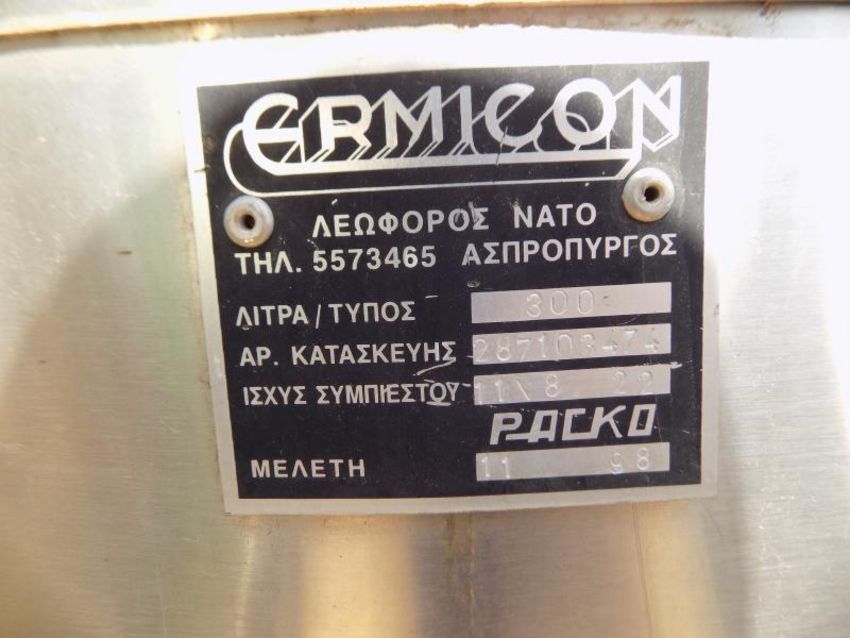 ERMICON
ΛΕΩΦΟΡΟΣ ΝΑΤΟ
ΤΗΛ. 5573465 ΑΣΠΡΟΠΥΡΓΟΣ
ΛΙΤΡΑ / ΤΥΠΟΣ 300
ΑΡ. ΚΑΤΑΣΚΕΥΗΣ
ΙΣΧΥΣ ΣΥΜΠΙΕΣΤΟΥ
PACKO
ΜΕΛΕΤΗ 11 98